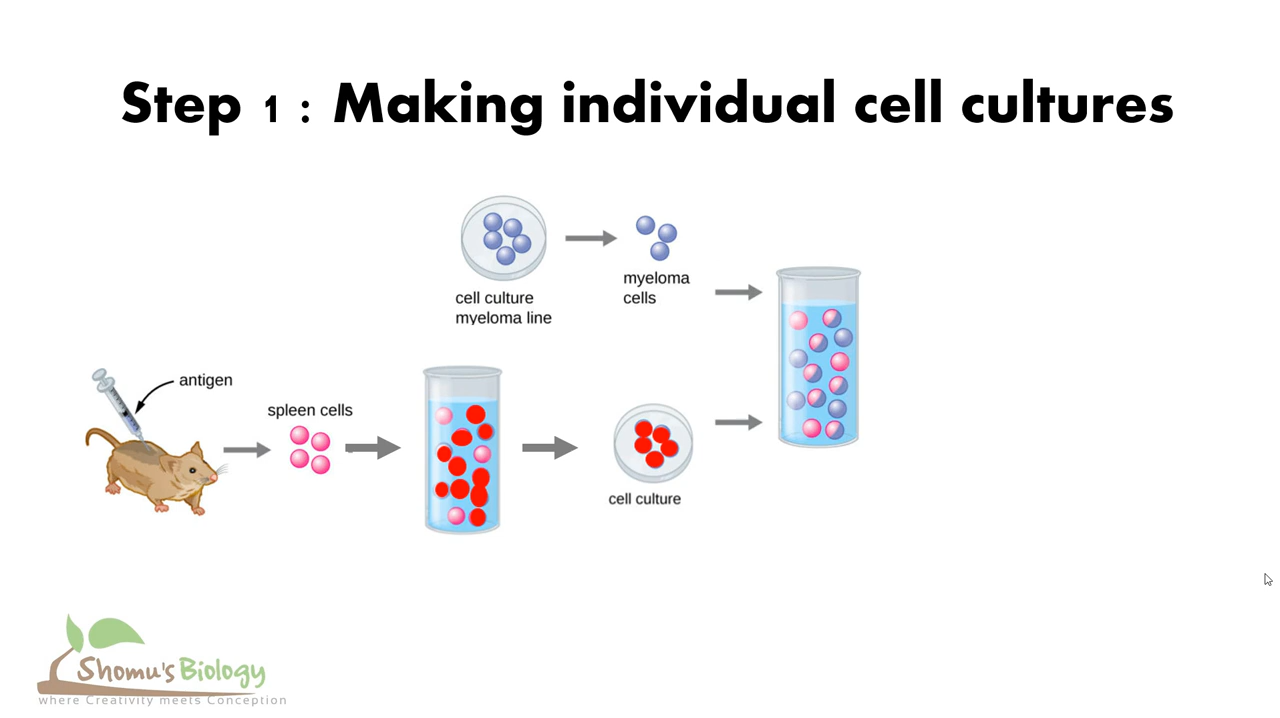 Step 1 : Making individual cell cultures
cell culture
myeloma line
myeloma
cells
antigen
spleen cells
cell culture
Shomu's Biology
where Creativity meets Conception